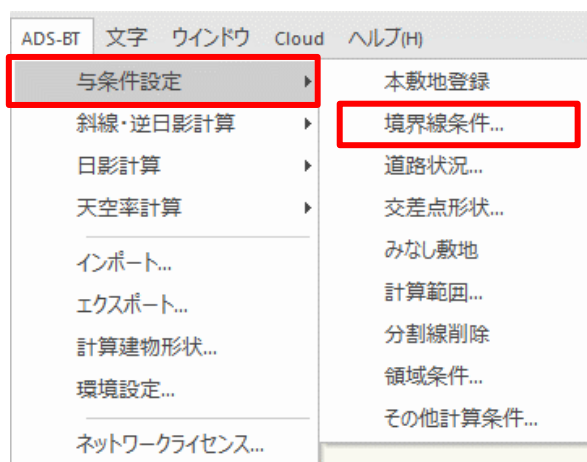 ADS-BT 文字 ウインドウ Cloud ヘルプ(H)
与条件設定
斜線・逆日影計算
日影計算
天空率計算
インポート...
エクスポート...
計算建物形状...
環境設定...
ネットワークライセンス...
本敷地登録
境界線条件...
道路状況...
交差点形状...
みなし敷地
計算範囲...
分割線削除
領域条件...
その他計算条件...